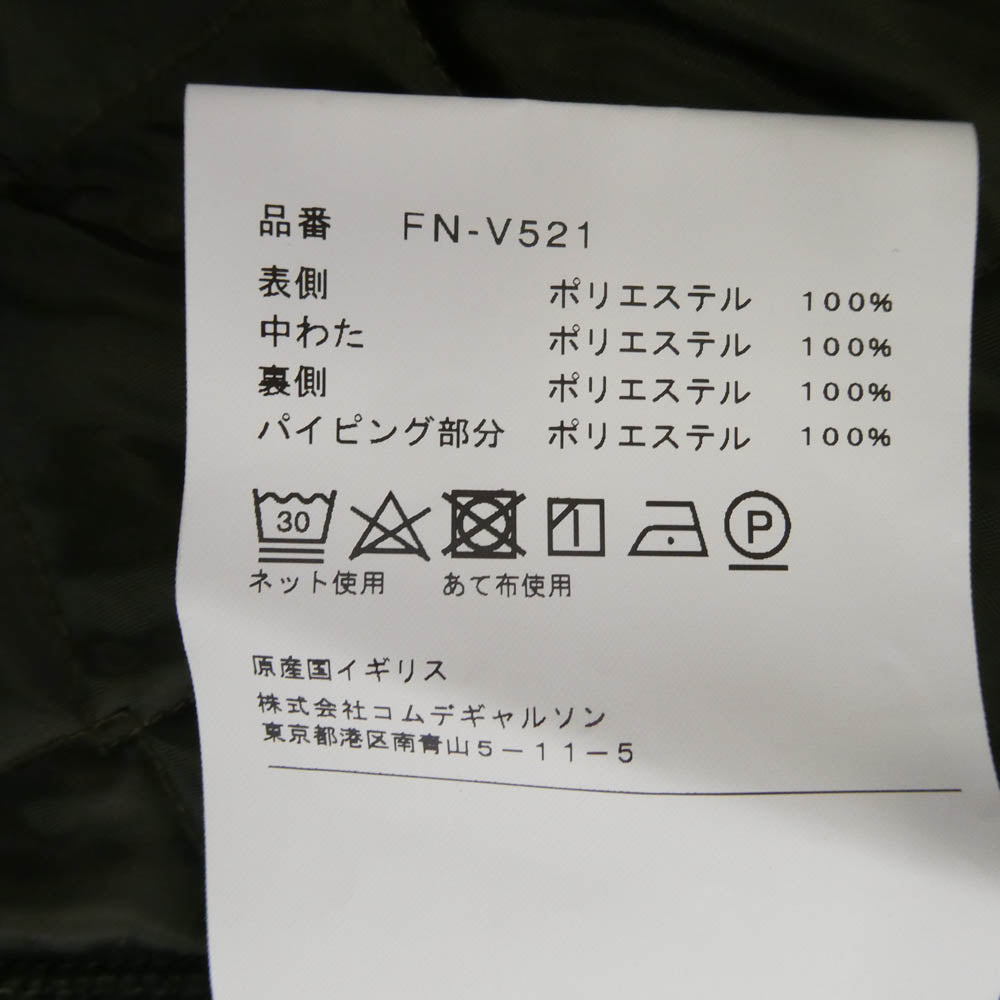 品番 FN-V521
表側 ポリエステル 100%
中わた ポリエステル 100%
裏側 ポリエステル 100%
パイピング部分 ポリエステル 100%
30 P
ネット使用 あて布使用
原産国イギリス
株式会社コムデギャルソン
東京都港区南青山5-11-5